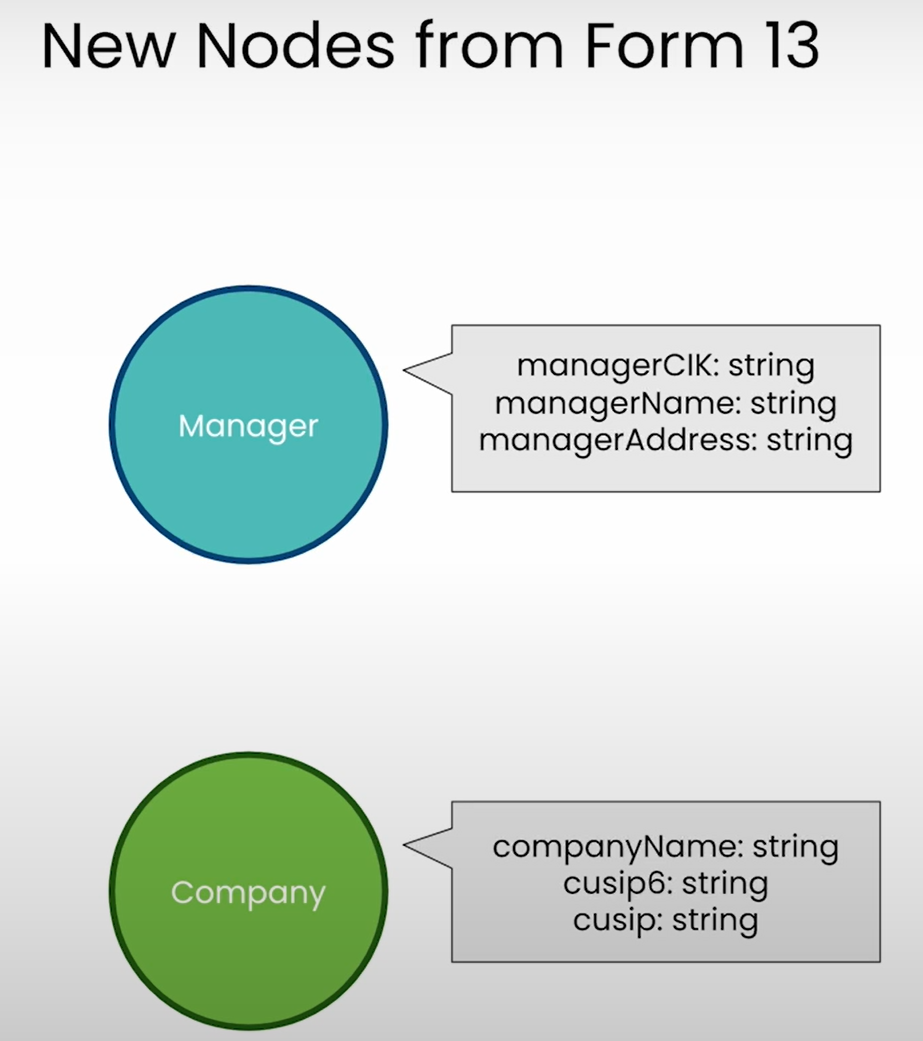 New Nodes from Form 13
Manager
managerCIK: string
managerName: string
managerAddress: string
Company
companyName: string
cusip6: string
cusip: string